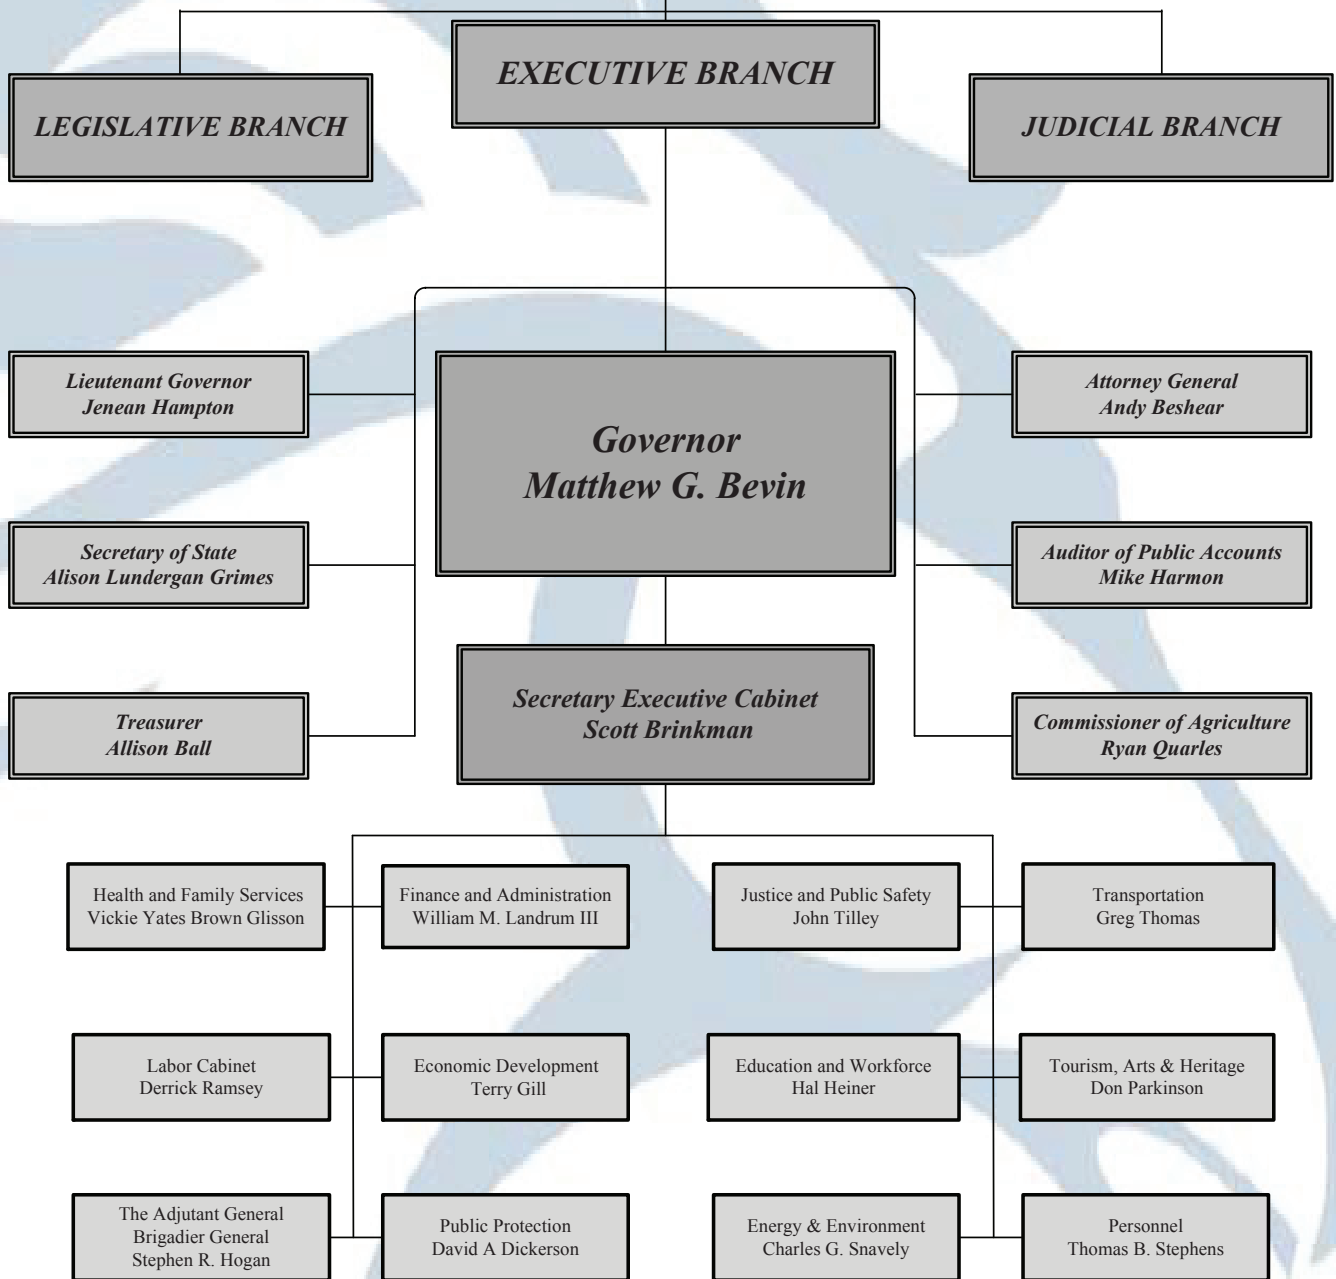 EXECUTIVE BRANCH
LEGISLATIVE BRANCH
JUDICIAL BRANCH
Lieutenant Governor
Jenean Hampton
Governor
Matthew G. Bevin
Attorney General
Andy Beshear
Secretary of State
Alison Lundergan Grimes
Auditor of Public Accounts
Mike Harmon
Treasurer
Allison Ball
Secretary Executive Cabinet
Scott Brinkman
Commissioner of Agriculture
Ryan Quarles
Health and Family Services
Vickie Yates Brown Glisson
Finance and Administration
William M. Landrum III
Justice and Public Safety
John Tilley
Transportation
Greg Thomas
Labor Cabinet
Derrick Ramsey
Economic Development
Terry Gill
Education and Workforce
Hal Heiner
Tourism, Arts & Heritage
Don Parkinson
The Adjutant General
Brigadier General
Stephen R. Hogan
Public Protection
David A Dickerson
Energy & Environment
Charles G. Snavely
Personnel
Thomas B. Stephens